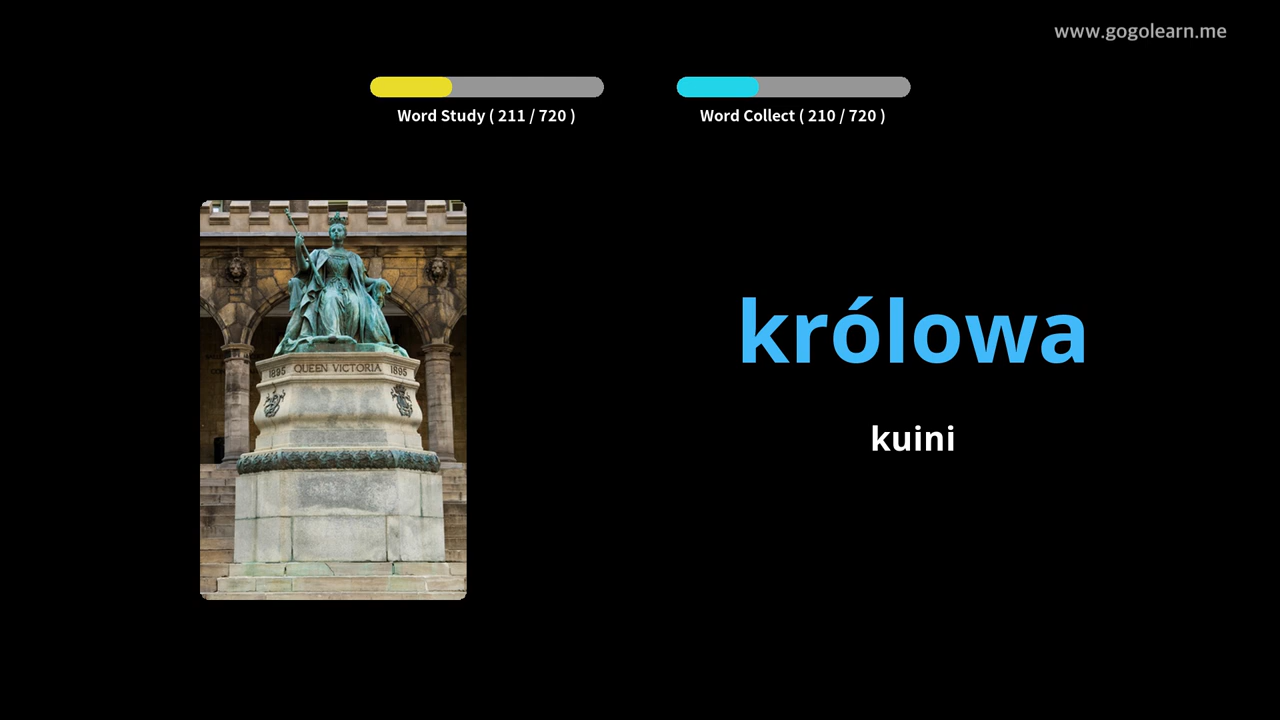 www.gogolearn.me
Word Study ( 211 / 720 )
Word Collect ( 210 / 720 )
1895 QUEEN VICTORIA 1895
królowa
kuini